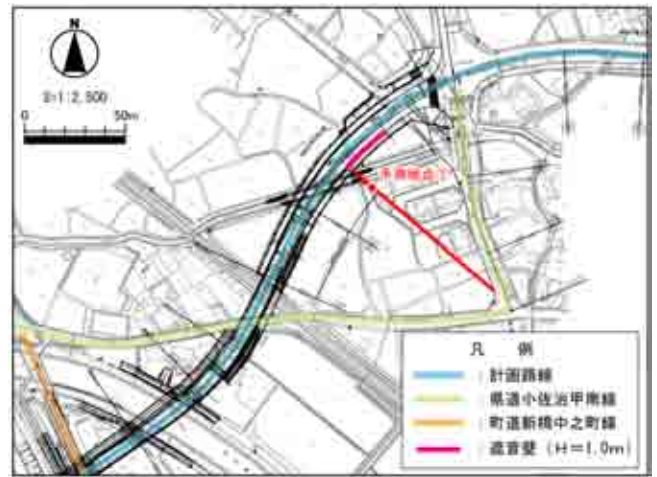 N
S=1:2,500
0 50m
予測地点7
凡 例
：計画路線
：県道小佐治甲南線
：町道新橋中之町線
：遮音壁（H＝1.0m）